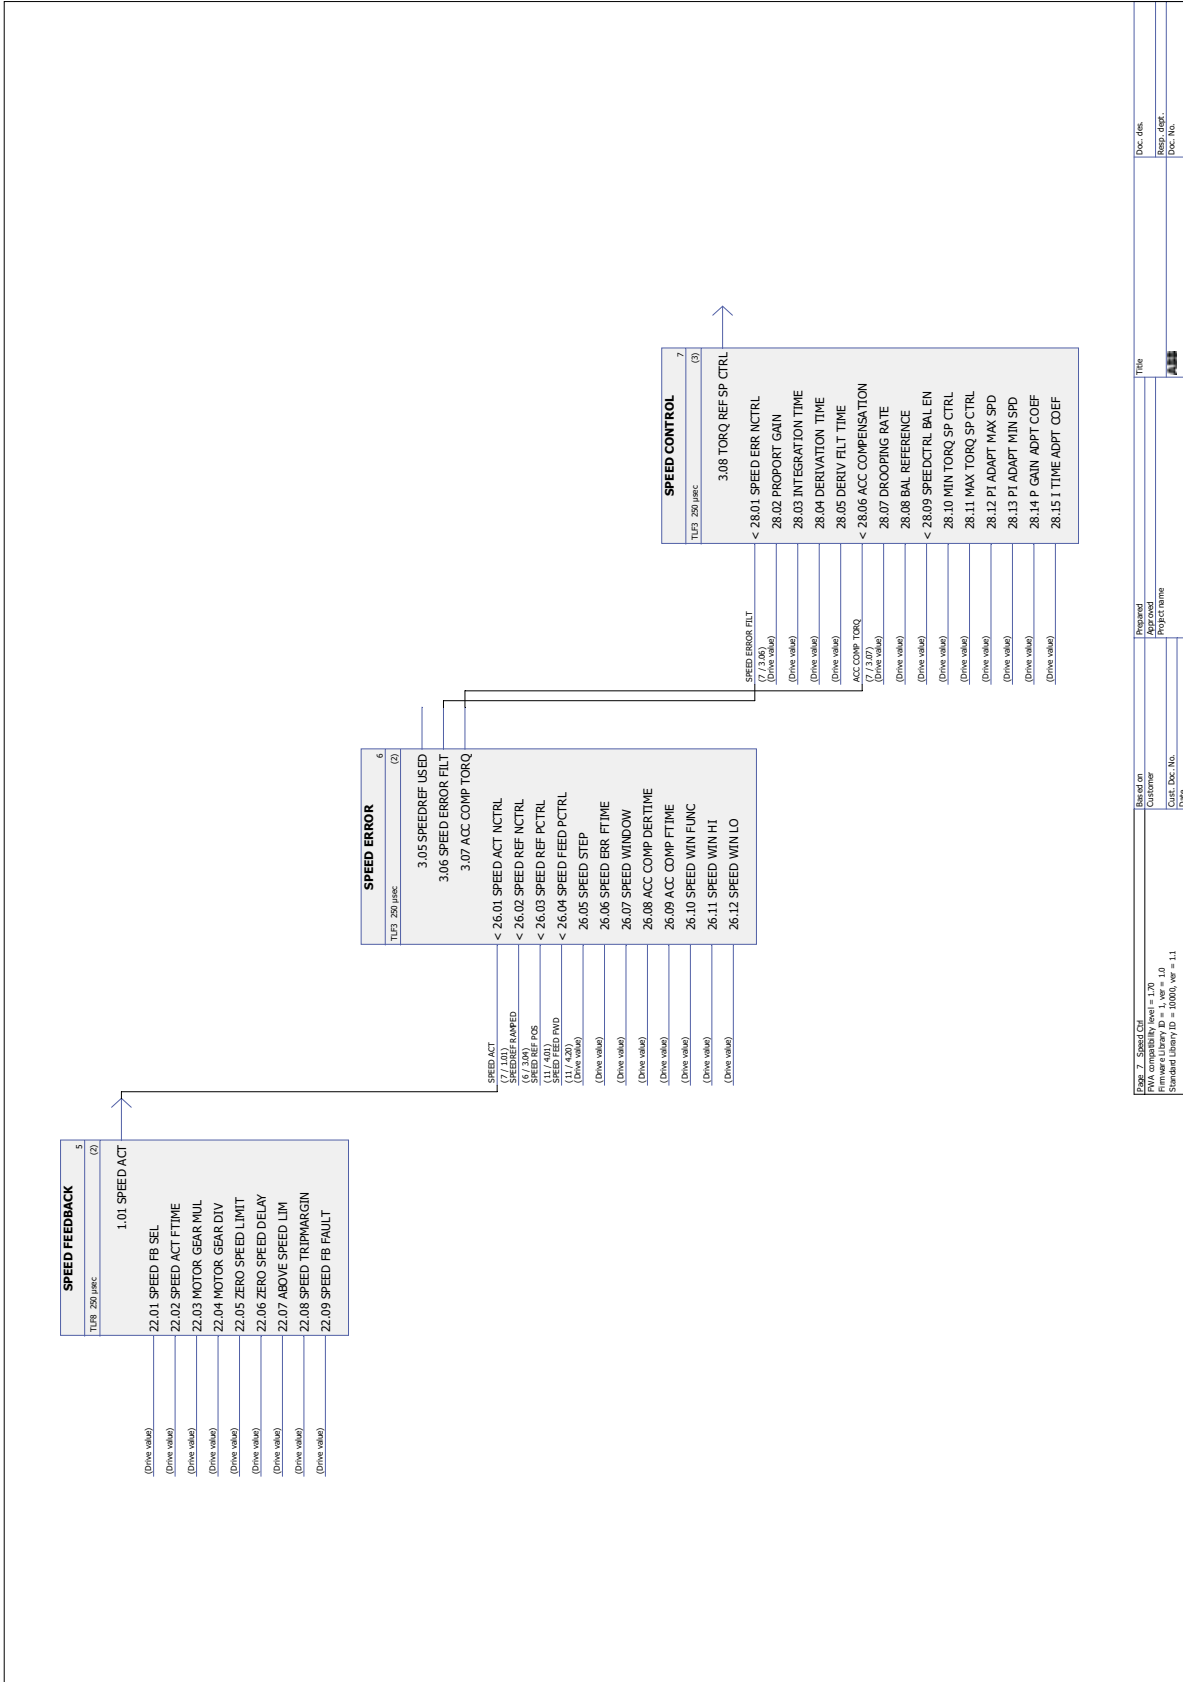 SPEED FEEDBACK
5
TLF8 250 µsec
(2)
1.01 SPEED ACT
(Drive value)
22.01 SPEED FB SEL
(Drive value)
22.02 SPEED ACT FTIME
(Drive value)
22.03 MOTOR GEAR MUL
(Drive value)
22.04 MOTOR GEAR DIV
(Drive value)
22.05 ZERO SPEED LIMIT
(Drive value)
22.06 ZERO SPEED DELAY
(Drive value)
22.07 ABOVE SPEED LIM
(Drive value)
22.08 SPEED TRIPMARGIN
(Drive value)
22.09 SPEED FB FAULT
SPEED ERROR
6
TLF3 250 µsec
(2)
3.05 SPEEDREF USED
3.06 SPEED ERROR FILT
3.07 ACC COMP TORQ
SPEED ACT
(7 / 1.01)
< 26.01 SPEED ACT NCTRL
SPEEDREF RAMPED
(6 / 3.04)
< 26.02 SPEED REF NCTRL
SPEED REF POS
(11 / 4.01)
< 26.03 SPEED REF PCTRL
SPEED FEED FWD
(11 / 4.20)
< 26.04 SPEED FEED PCTRL
(Drive value)
26.05 SPEED STEP
(Drive value)
26.06 SPEED ERR FTIME
(Drive value)
26.07 SPEED WINDOW
(Drive value)
26.08 ACC COMP DERTIME
(Drive value)
26.09 ACC COMP FTIME
(Drive value)
26.10 SPEED WIN FUNC
(Drive value)
26.11 SPEED WIN HI
(Drive value)
26.12 SPEED WIN LO
SPEED CONTROL
7
TLF3 250 µsec
(3)
3.08 TORQ REF SP CTRL
SPEED ERROR FILT
(7 / 3.06)
< 28.01 SPEED ERR NCTRL
(Drive value)
28.02 PROPORT GAIN
(Drive value)
28.03 INTEGRATION TIME
(Drive value)
28.04 DERIVATION TIME
(Drive value)
28.05 DERIV FILT TIME
ACC COMP TORQ
(7 / 3.07)
< 28.06 ACC COMPENSATION
(Drive value)
28.07 DROOPING RATE
(Drive value)
28.08 BAL REFERENCE
(Drive value)
< 28.09 SPEEDCTRL BAL EN
(Drive value)
28.10 MIN TORQ SP CTRL
(Drive value)
28.11 MAX TORQ SP CTRL
(Drive value)
28.12 PI ADAPT MAX SPD
(Drive value)
28.13 PI ADAPT MIN SPD
(Drive value)
28.14 P GAIN ADPT COEF
(Drive value)
28.15 I TIME ADPT COEF
Page 7 Speed Ctrl
FWA compatibility level = 1.70
Firmware Library ID = 1, ver = 1.0
Standard Library ID = 10000, ver = 1.1
Based on
Customer
Cust. Doc. No.
Date
Prepared
Approved
Project name
Title
ABB
Doc. des.
Resp. dept.
Doc. No.